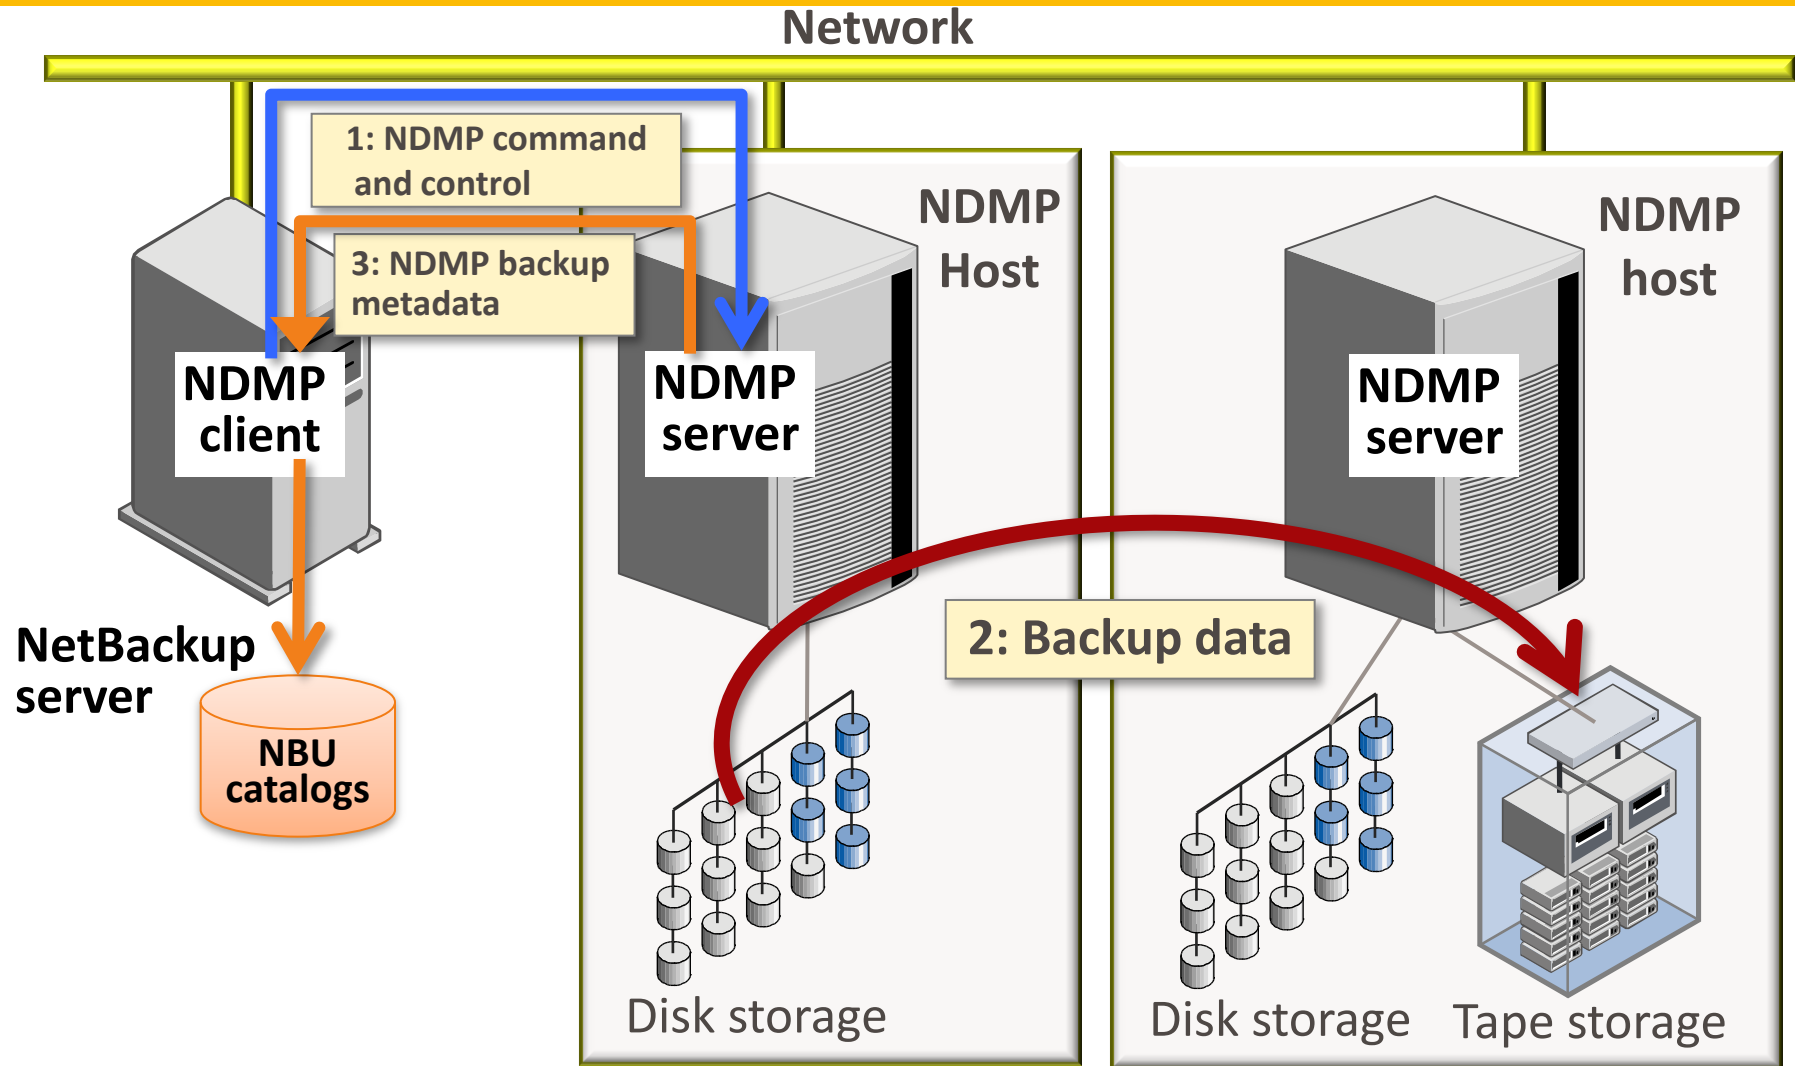 Network
1: NDMP command
and control
3: NDMP backup
metadata
NDMP
Host
NDMP
host
NDMP
client
NDMP
server
NDMP
server
2: Backup data
NetBackup
server
NBU
catalogs
Disk storage
Disk storage
Tape storage